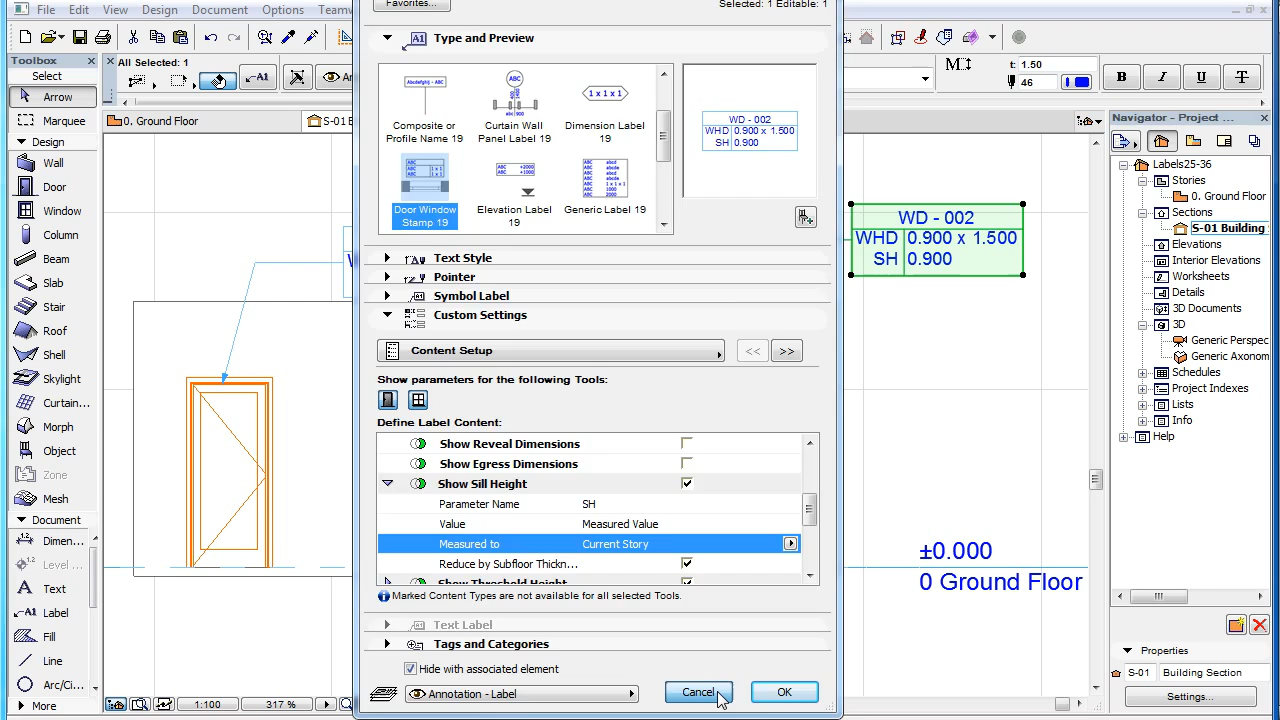 File Edit View Design Document Options Teamw
Favorites... Selected: 1 Editable: 1
Toolbox
Select
Arrow
Marquee
Design
Wall
Door
Window
Column
Beam
Slab
Stair
Roof
Shell
Skylight
Curtain...
Morph
Object
Zone
Mesh
Document
Dimen...
Level ...
Text
Label
Fill
Line
Arc/Ci...
More
All Selected: 1
A1
0. Ground Floor
S-01 B
1:100
317 %
Type and Preview
Composite or Profile Name 19
Curtain Wall Panel Label 19
Dimension Label 19
Door Window Stamp 19
Elevation Label 19
Generic Label 19
WD - 002
WHD 0.900 x 1.500
SH 0.900
Text Style
Pointer
Symbol Label
Custom Settings
Content Setup
<< >>
Show parameters for the following Tools:
Define Label Content:
Show Reveal Dimensions
Show Egress Dimensions
Show Sill Height
Parameter Name SH
Value Measured Value
Measured to Current Story
Reduce by Subfloor Thickn...
Show Threshold Height
Marked Content Types are not available for all selected Tools.
Text Label
Tags and Categories
Hide with associated element
Annotation - Label
Cancel OK
M
t: 1.50
46
B I U T
WD - 002
WHD 0.900 x 1.500
SH 0.900
±0.000
0 Ground Floor
Navigator - Project ...
Labels25-36
Stories
0. Ground Floor
Sections
S-01 Building
Elevations
Interior Elevations
Worksheets
Details
3D Documents
3D
Generic Perspec
Generic Axonom
Schedules
Project Indexes
Lists
Info
Help
Properties
S-01 Building Section
Settings...